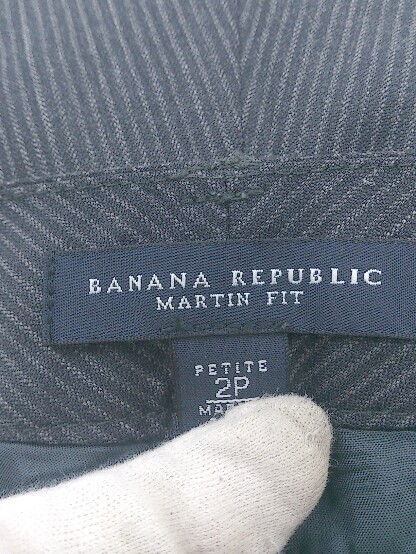 BANANA REPUBLIC
MARTIN FIT
PETITE
2P